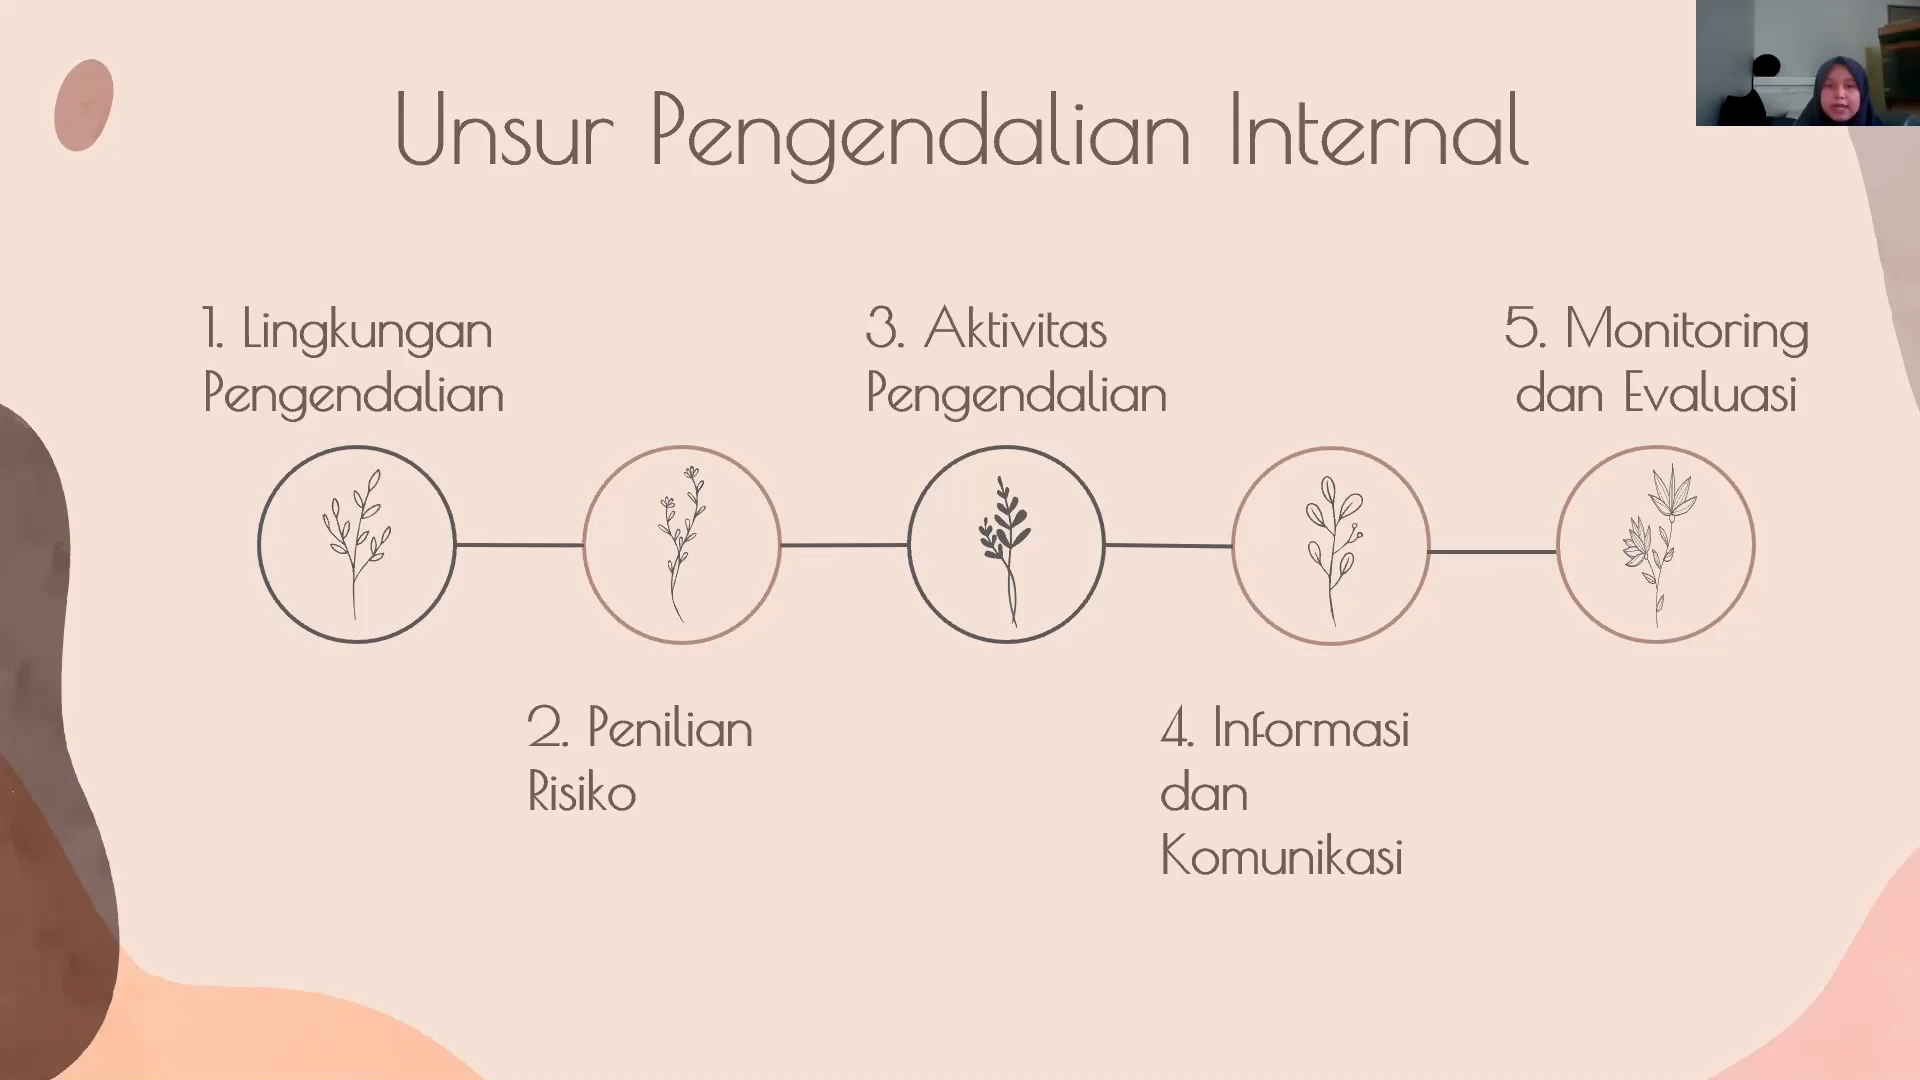 Unsur Pengendalian Internal
1. Lingkungan
Pengendalian
2. Penilian
Risiko
3. Aktivitas
Pengendalian
4. Informasi
dan
Komunikasi
5. Monitoring
dan Evaluasi